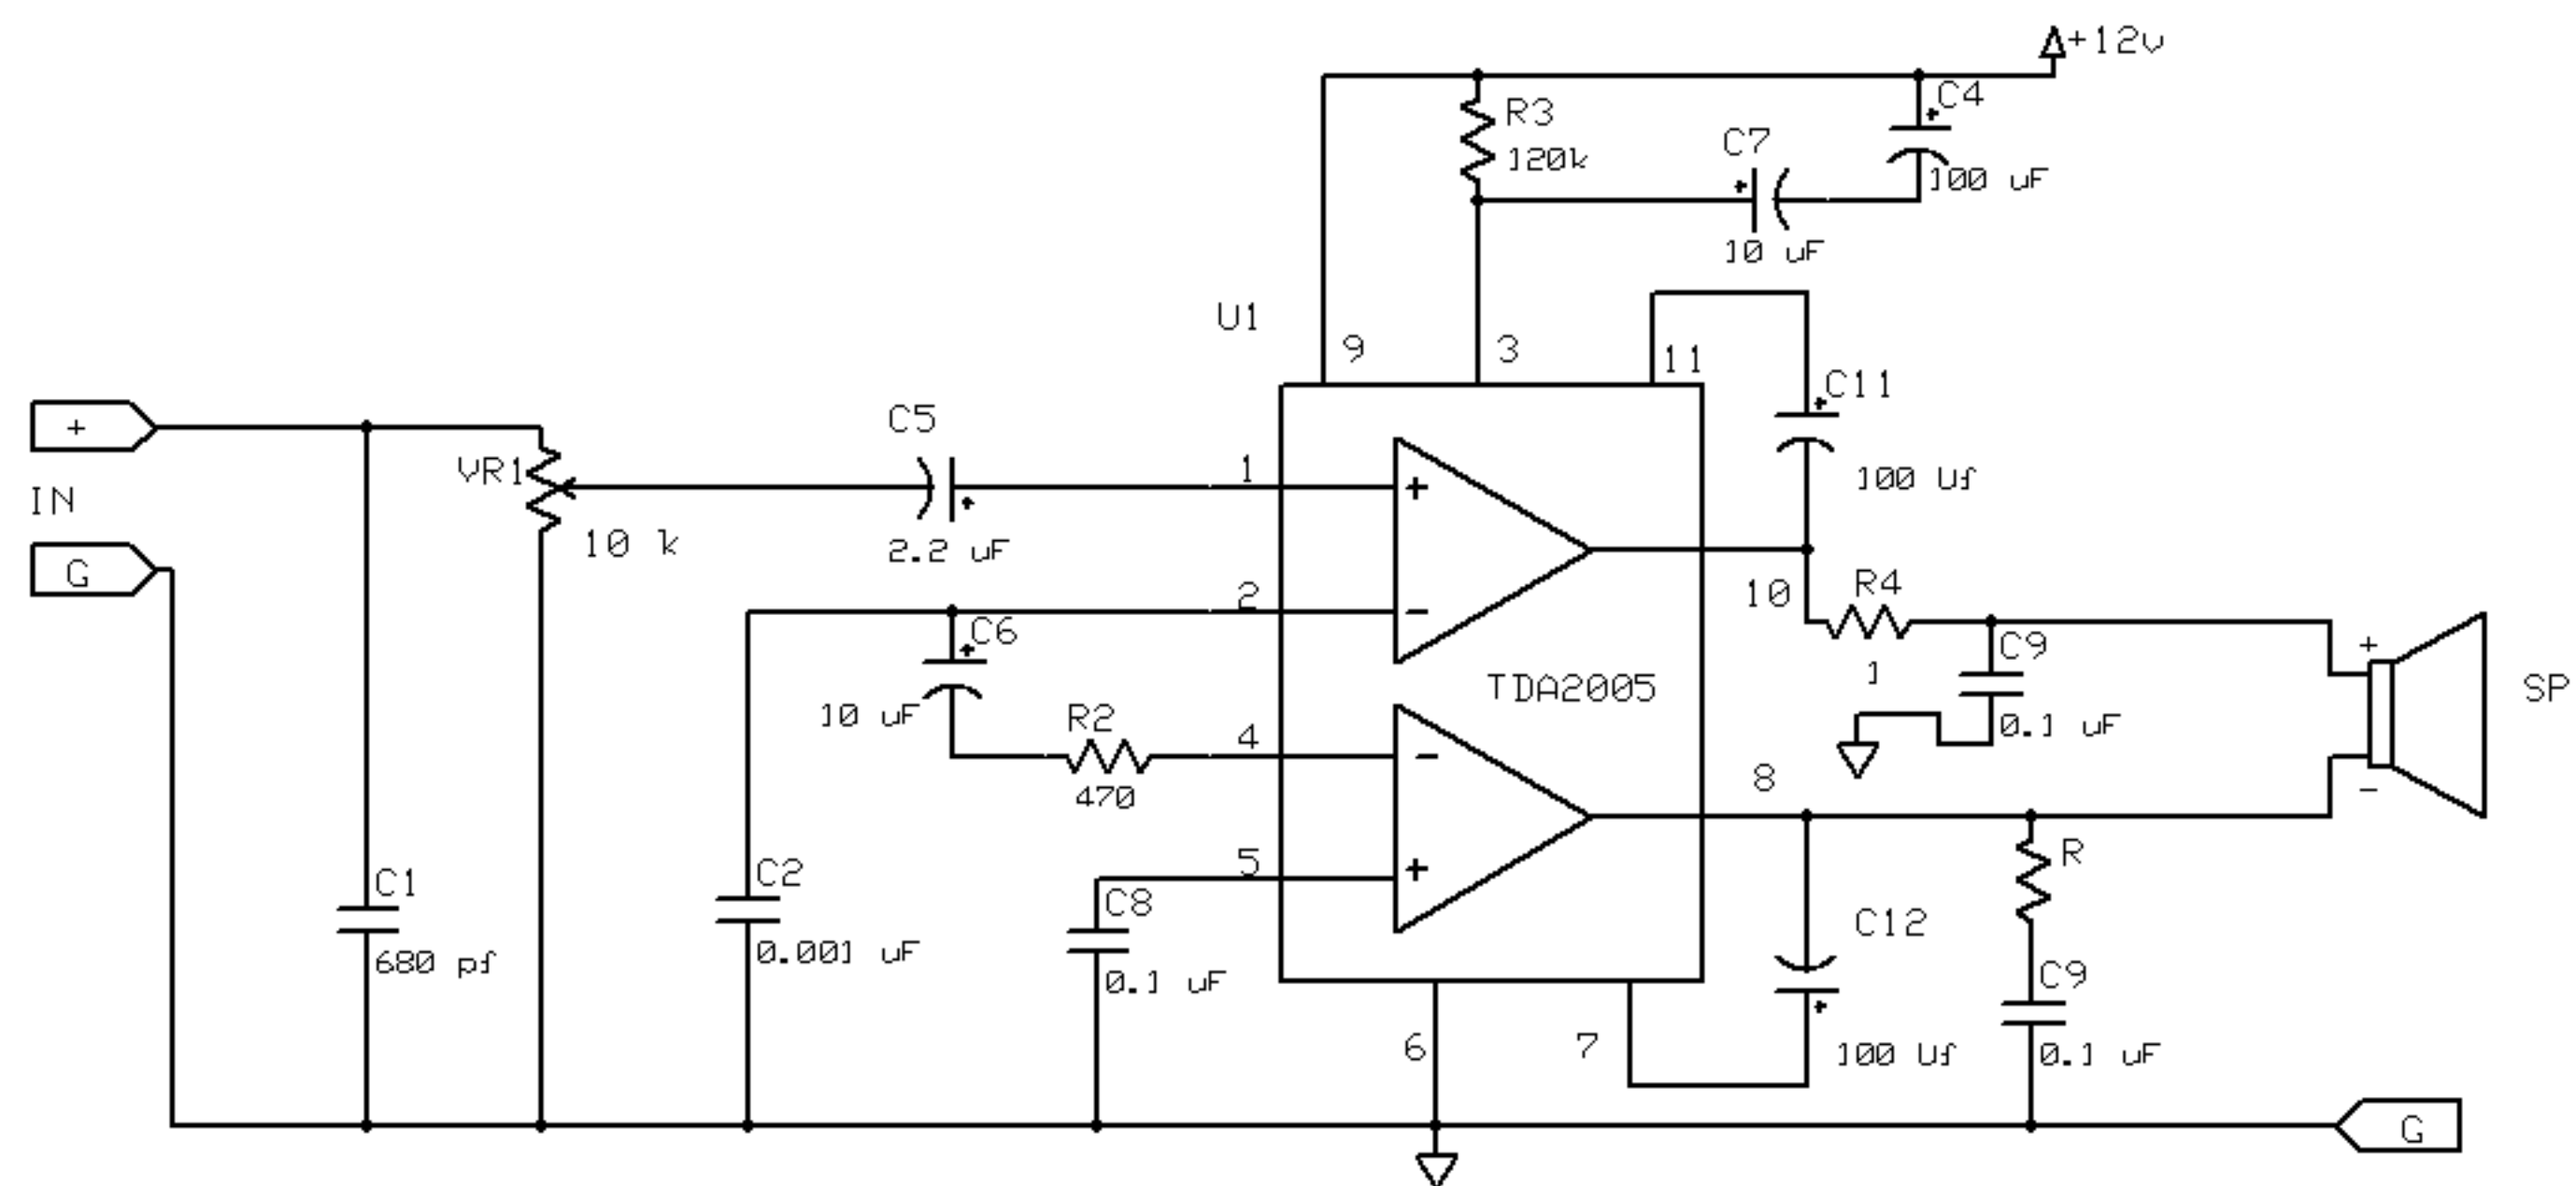 +12v
C4
R3
C7
120k
100 uF
10 uF
U1
9
3
11
C11
+
C5
VR1
1
+
100 Uf
IN
10 k
2.2 uF
G
2
-
10
R4
C6
C9
+
1
TDA2005
SP
10 uF
R2
4
0.1 uF
-
8
-
470
C2
5
+
R
C1
C8
C12
0.001 uF
680 pf
0.1 uF
C9
6
7
100 Uf
0.1 uF
G